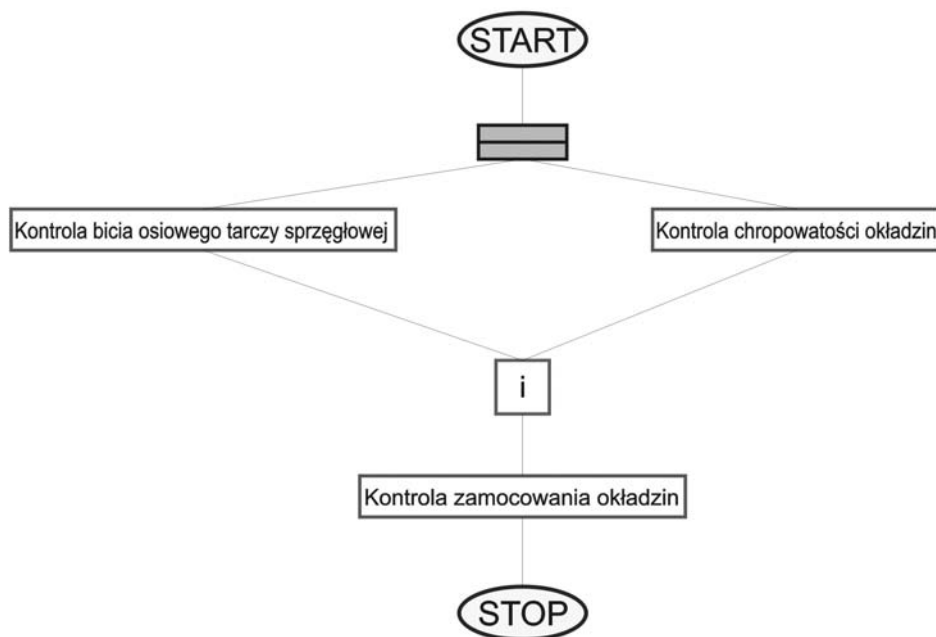 START
Kontrola bicia osiowego tarczy sprzęgłowej
Kontrola chropowatości okładzin
i
Kontrola zamocowania okładzin
STOP